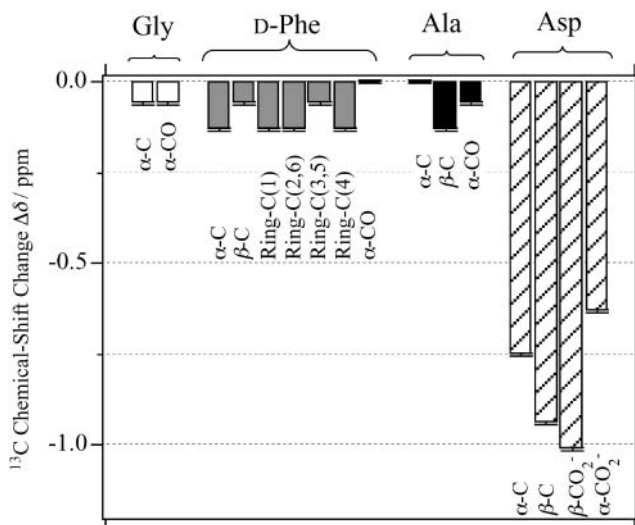 Gly D-Phe Ala Asp
0.0
-0.5
-1.0
¹³C Chemical-Shift Change Δδ / ppm
α-C
α-CO
α-C
β-C
Ring-C(1)
Ring-C(2,6)
Ring-C(3,5)
Ring-C(4)
α-CO
α-C
β-C
α-CO
α-C
β-C
β-CO₂⁻
α-CO₂⁻